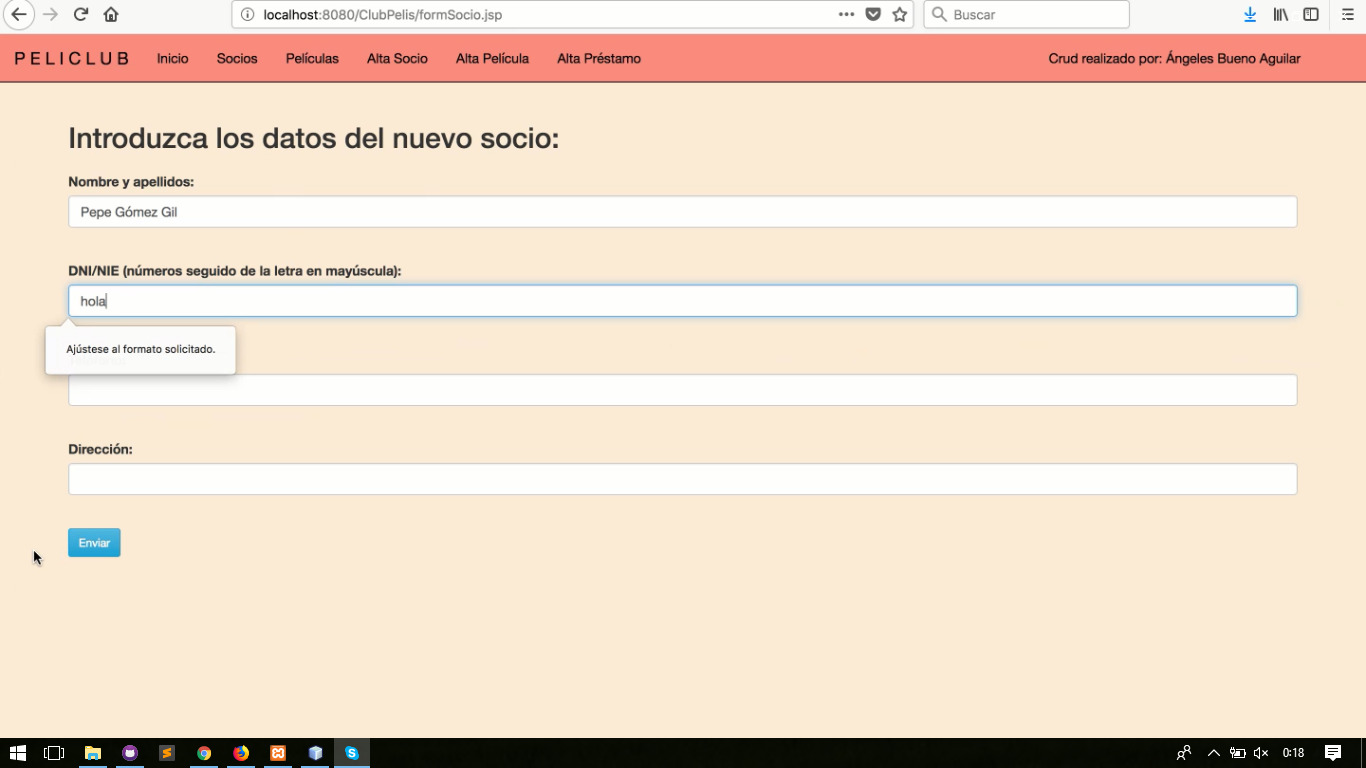 localhost:8080/ClubPelis/formSocio.jsp
Buscar
PELICLUB Inicio Socios Películas Alta Socio Alta Película Alta Préstamo Crud realizado por: Ángeles Bueno Aguilar
Introduzca los datos del nuevo socio:
Nombre y apellidos:
Pepe Gómez Gil
DNI/NIE (números seguido de la letra en mayúscula):
hola
Ajústese al formato solicitado.
Dirección:
Enviar
0:18